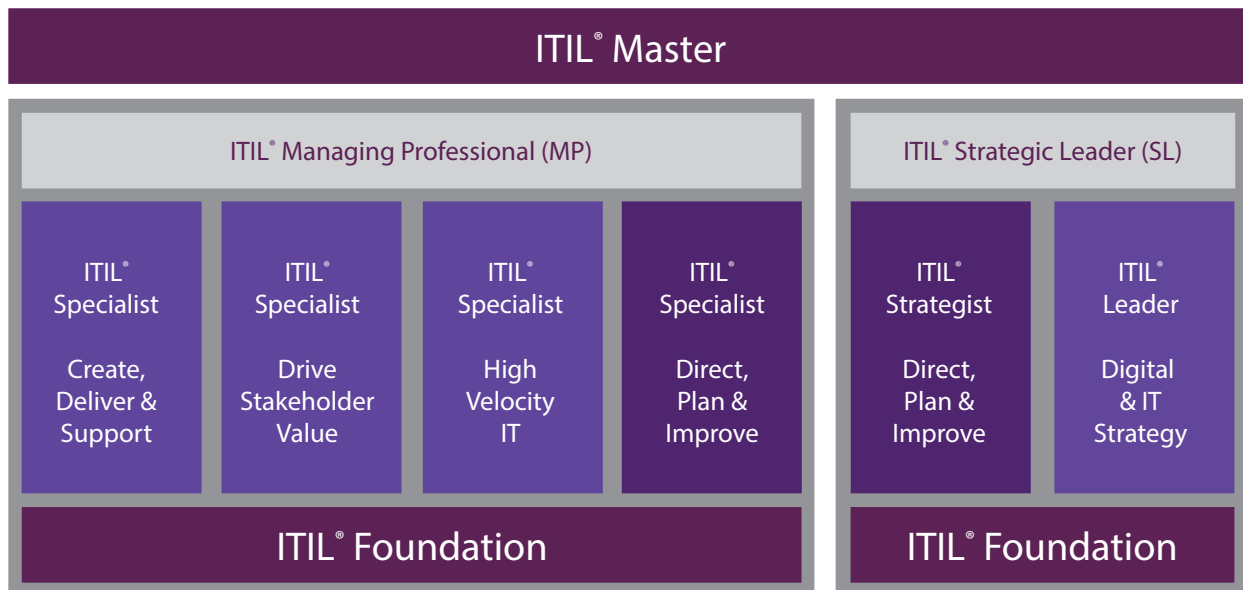 ITIL® Master
ITIL® Managing Professional (MP)
ITIL® Strategic Leader (SL)
ITIL®
Specialist
Create,
Deliver &
Support
ITIL®
Specialist
Drive
Stakeholder
Value
ITIL®
Specialist
High
Velocity
IT
ITIL®
Specialist
Direct,
Plan &
Improve
ITIL®
Strategist
Direct,
Plan &
Improve
ITIL®
Leader
Digital
& IT
Strategy
ITIL® Foundation
ITIL® Foundation